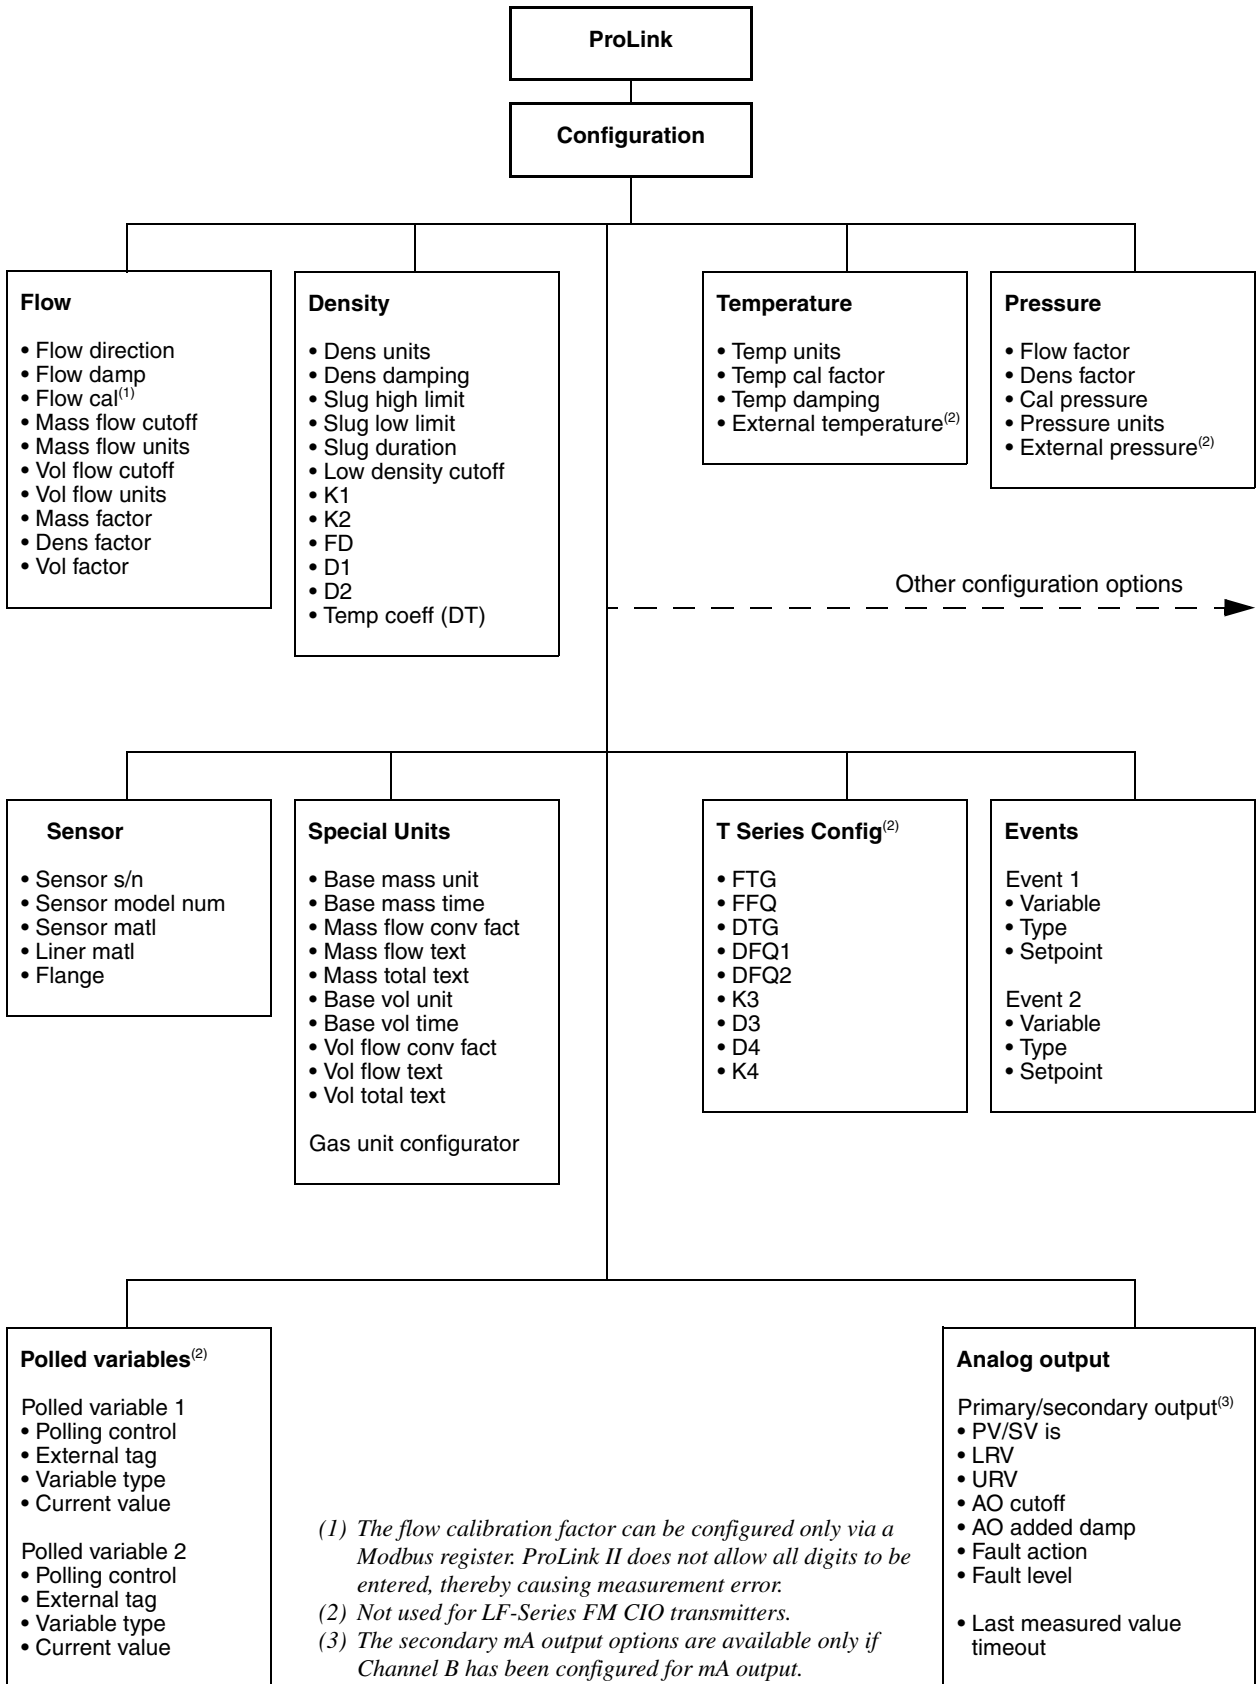 ProLink
Configuration
Flow
• Flow direction
• Flow damp
• Flow cal(1)
• Mass flow cutoff
• Mass flow units
• Vol flow cutoff
• Vol flow units
• Mass factor
• Dens factor
• Vol factor
Density
• Dens units
• Dens damping
• Slug high limit
• Slug low limit
• Slug duration
• Low density cutoff
• K1
• K2
• FD
• D1
• D2
• Temp coeff (DT)
Temperature
• Temp units
• Temp cal factor
• Temp damping
• External temperature(2)
Pressure
• Flow factor
• Dens factor
• Cal pressure
• Pressure units
• External pressure(2)
Other configuration options
Sensor
• Sensor s/n
• Sensor model num
• Sensor matl
• Liner matl
• Flange
Special Units
• Base mass unit
• Base mass time
• Mass flow conv fact
• Mass flow text
• Mass total text
• Base vol unit
• Base vol time
• Vol flow conv fact
• Vol flow text
• Vol total text
Gas unit configurator
T Series Config(2)
• FTG
• FFQ
• DTG
• DFQ1
• DFQ2
• K3
• D3
• D4
• K4
Events
Event 1
• Variable
• Type
• Setpoint
Event 2
• Variable
• Type
• Setpoint
Polled variables(2)
Polled variable 1
• Polling control
• External tag
• Variable type
• Current value
Polled variable 2
• Polling control
• External tag
• Variable type
• Current value
(1) The flow calibration factor can be configured only via a
Modbus register. ProLink II does not allow all digits to be
entered, thereby causing measurement error.
(2) Not used for LF-Series FM CIO transmitters.
(3) The secondary mA output options are available only if
Channel B has been configured for mA output.
Analog output
Primary/secondary output(3)
• PV/SV is
• LRV
• URV
• AO cutoff
• AO added damp
• Fault action
• Fault level
• Last measured value
timeout